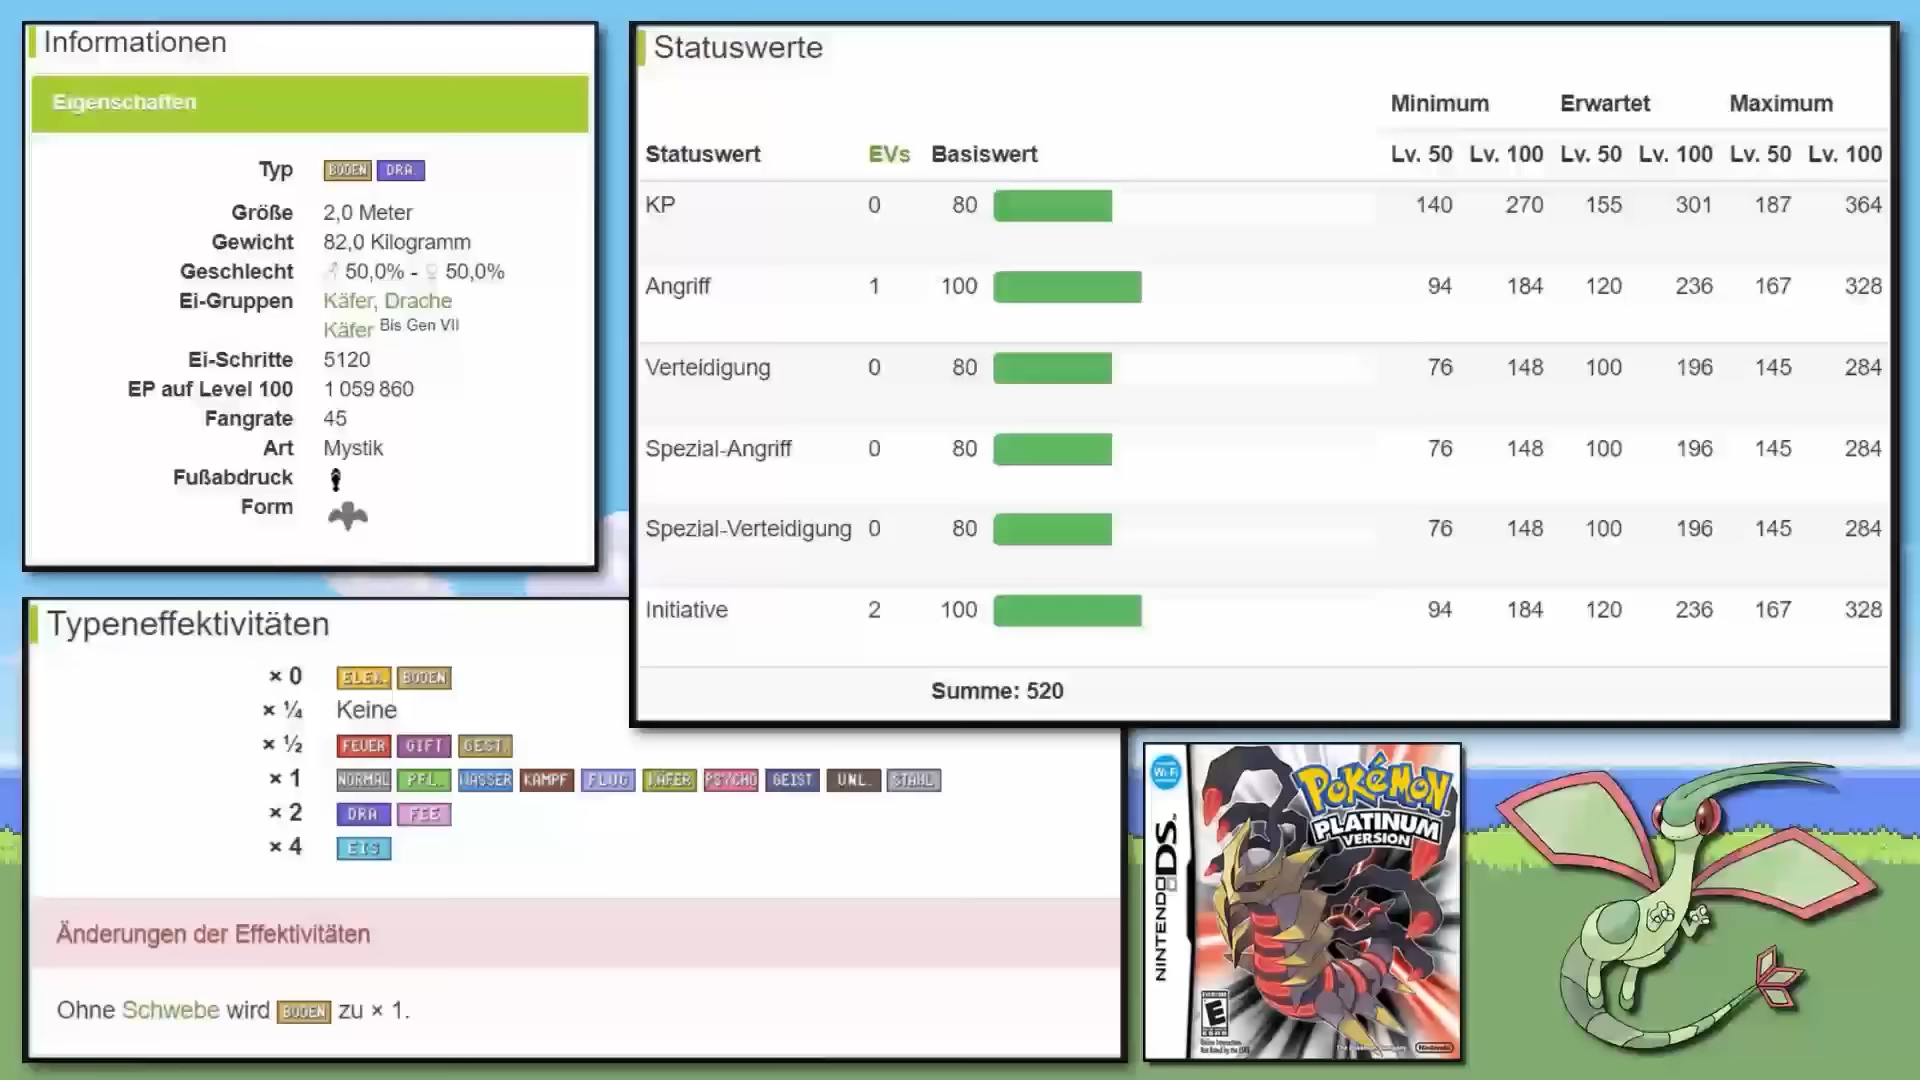 Informationen
Eigenschaften
Typ BODEN DRA.
Größe 2,0 Meter
Gewicht 82,0 Kilogramm
Geschlecht ♂ 50,0% - ♀ 50,0%
Ei-Gruppen Käfer, Drache
Käfer Bis Gen VII
Ei-Schritte 5120
EP auf Level 100 1 059 860
Fangrate 45
Art Mystik
Fußabdruck
Form
Statuswerte
Minimum Erwartet Maximum
Statuswert EVs Basiswert Lv. 50 Lv. 100 Lv. 50 Lv. 100 Lv. 50 Lv. 100
KP 0 80 140 270 155 301 187 364
Angriff 1 100 94 184 120 236 167 328
Verteidigung 0 80 76 148 100 196 145 284
Spezial-Angriff 0 80 76 148 100 196 145 284
Spezial-Verteidigung 0 80 76 148 100 196 145 284
Initiative 2 100 94 184 120 236 167 328
Summe: 520
Typeneffektivitäten
× 0 ELEK. BODEN
× ¼ Keine
× ½ FEUER GIFT GEST.
× 1 NORMAL PFL. WASSER KAMPF FLUG KÄFER PSYCHO GEIST UNL. STAHL
× 2 DRA. FEE
× 4 EIS
Änderungen der Effektivitäten
Ohne Schwebe wird BODEN zu × 1.
Wi-Fi
NINTENDO DS™
POKéMON
PLATINUM
VERSION
EVERYONE
E
Nintendo